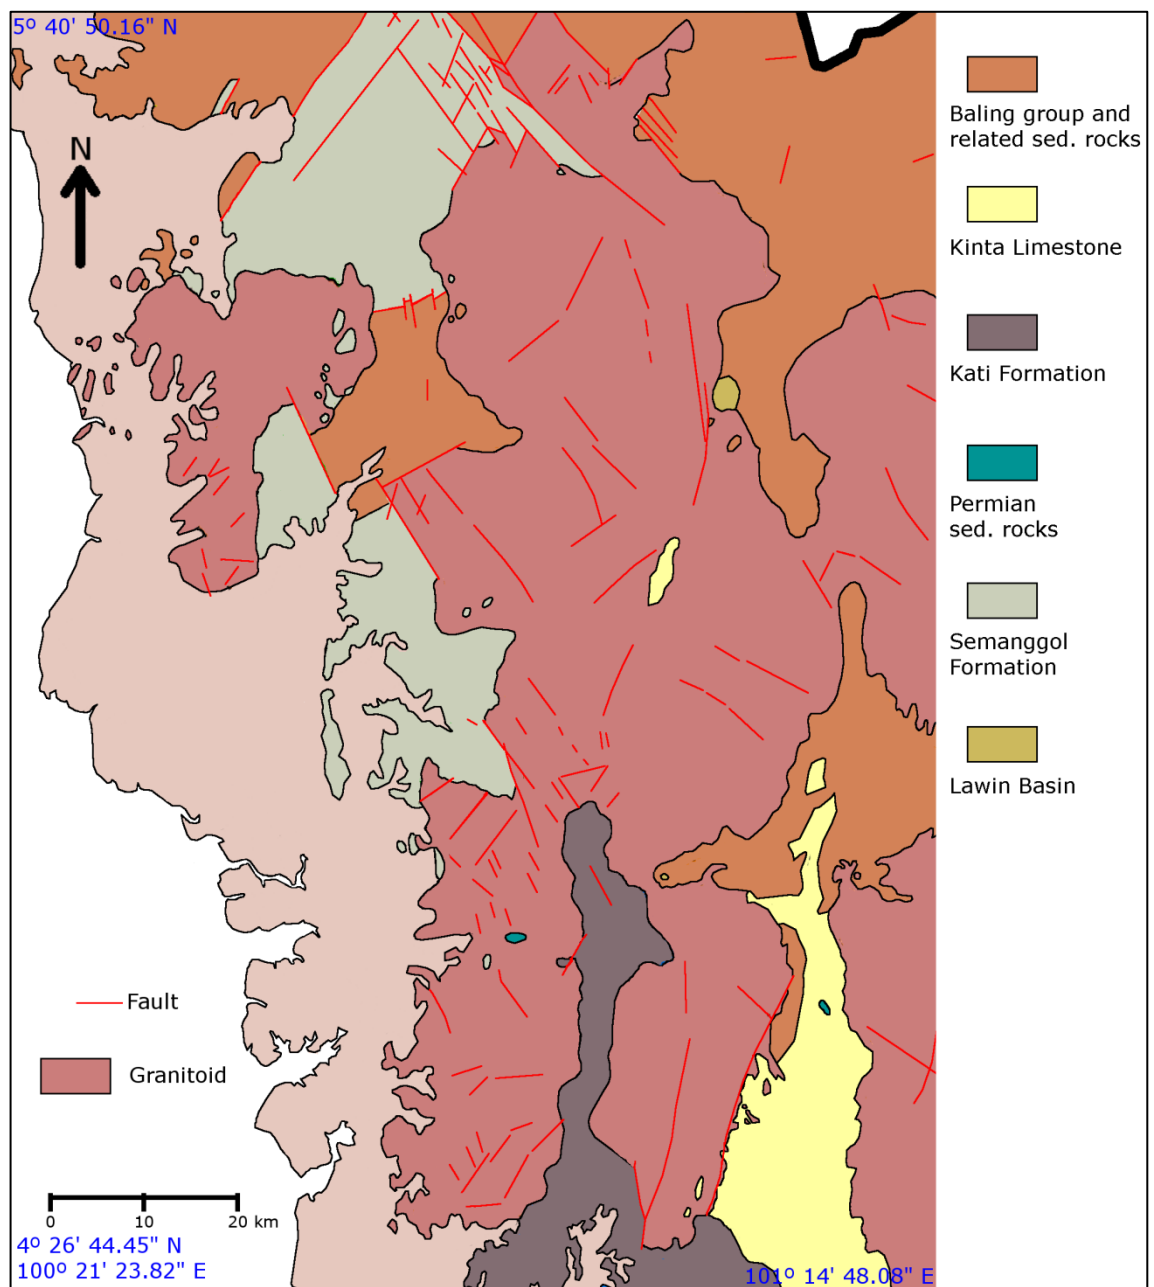 5º 40' 50.16" N
N
Baling group and
related sed. rocks
Kinta Limestone
Kati Formation
Permian
sed. rocks
Semanggol
Formation
Lawin Basin
Fault
Granitoid
0 10 20 km
4º 26' 44.45" N
100º 21' 23.82" E
101º 14' 48.08" E